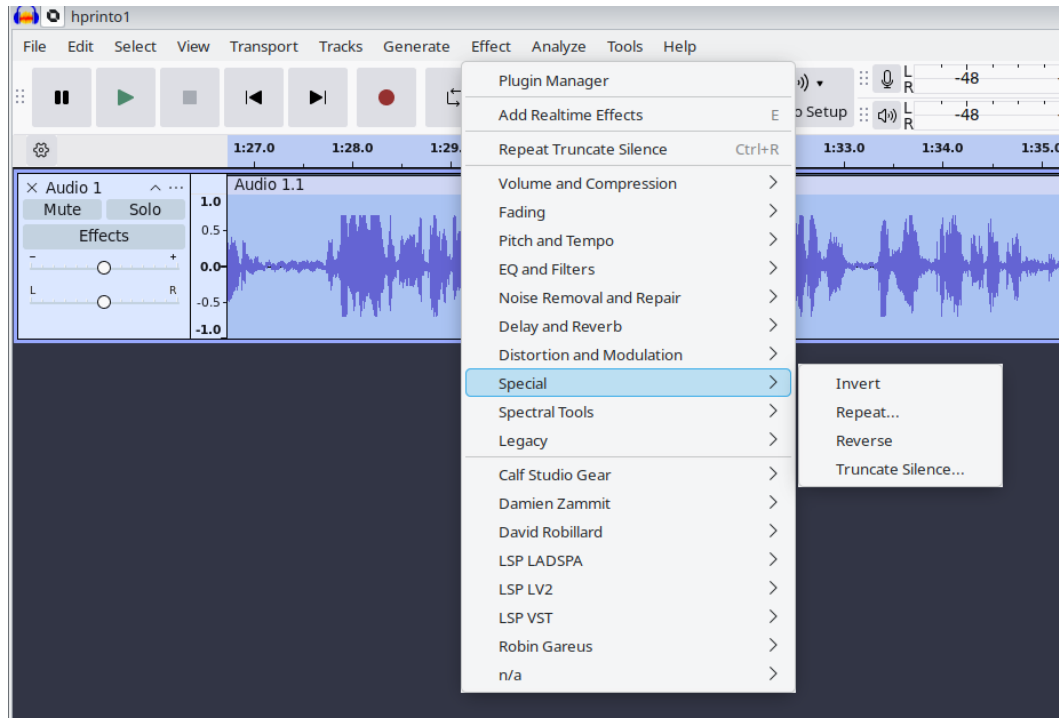 hprinto1
File Edit Select View Transport Tracks Generate Effect Analyze Tools Help
Setup
L
R
-48
L
R
-48
1:27.0 1:28.0 1:29. 1:33.0 1:34.0 1:35.0
Audio 1
Mute Solo
Effects
- +
L R
1.0
0.5
0.0
-0.5
-1.0
Audio 1.1
Plugin Manager
Add Realtime Effects E
Repeat Truncate Silence Ctrl+R
Volume and Compression
Fading
Pitch and Tempo
EQ and Filters
Noise Removal and Repair
Delay and Reverb
Distortion and Modulation
Special
Spectral Tools
Legacy
Calf Studio Gear
Damien Zammit
David Robillard
LSP LADSPA
LSP LV2
LSP VST
Robin Gareus
n/a
Invert
Repeat...
Reverse
Truncate Silence...